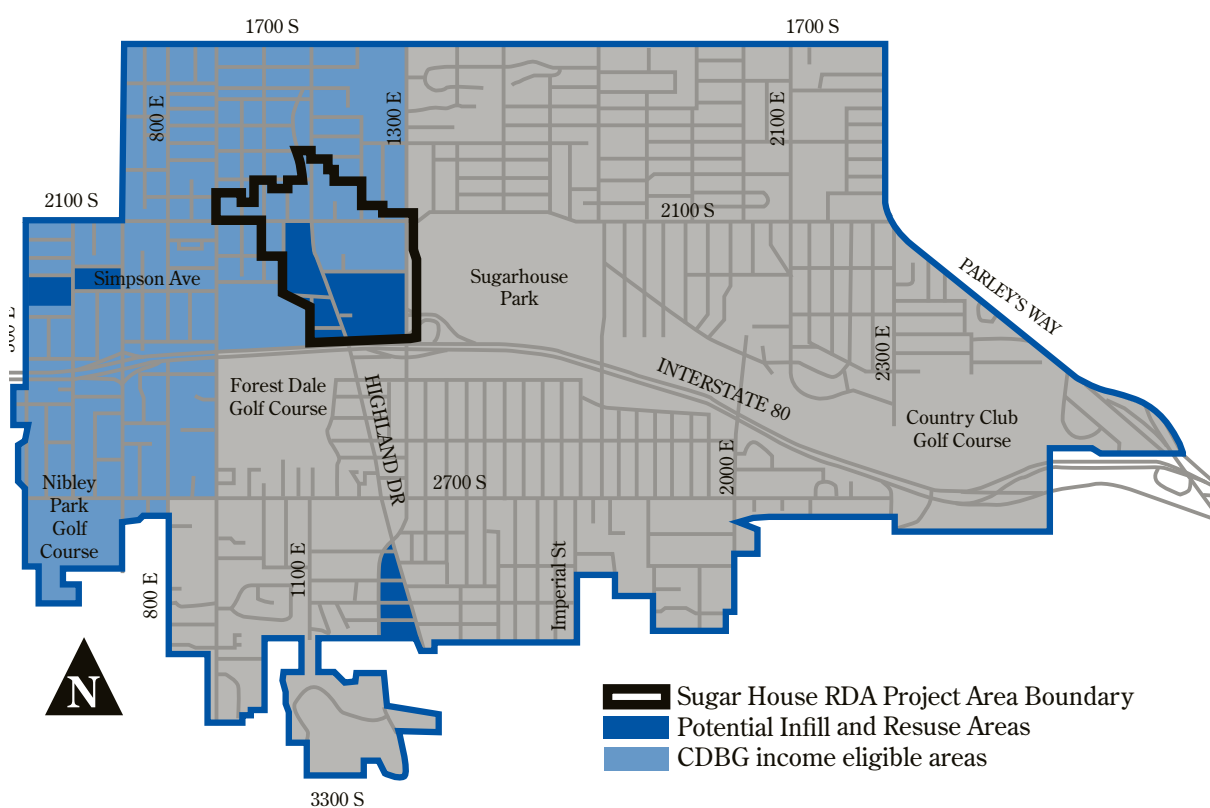 1700 S
1700 S
800 E
1300 E
2100 E
2100 S
2100 S
Simpson Ave
Sugarhouse
Park
PARLEY'S WAY
2300 E
INTERSTATE 80
Forest Dale
Golf Course
HIGHLAND DR
Country Club
Golf Course
2000 E
2700 S
Nibley
Park
Golf
Course
800 E
1100 E
Imperial St
N
Sugar House RDA Project Area Boundary
Potential Infill and Resuse Areas
CDBG income eligible areas
3300 S